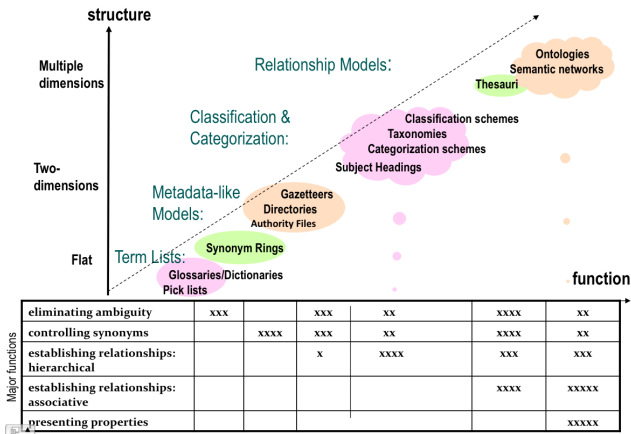 structure
Multiple
dimensions
Relationship Models:
Ontologies
Semantic networks
Thesauri
Classification &
Categorization:
Classification schemes
Taxonomies
Categorization schemes
Subject Headings
Two-
dimensions
Metadata-like
Models:
Gazetteers
Directories
Authority Files
Flat
Term Lists:
Synonym Rings
Glossaries/Dictionaries
Pick lists
function
Major functions
eliminating ambiguity xxx xxx xx xxxx xx
controlling synonyms xxxx xxx xx xxxx xx
establishing relationships: x xxxx xxx xxx
hierarchical
establishing relationships: xxxx xxxxx
associative
presenting properties xxxxx